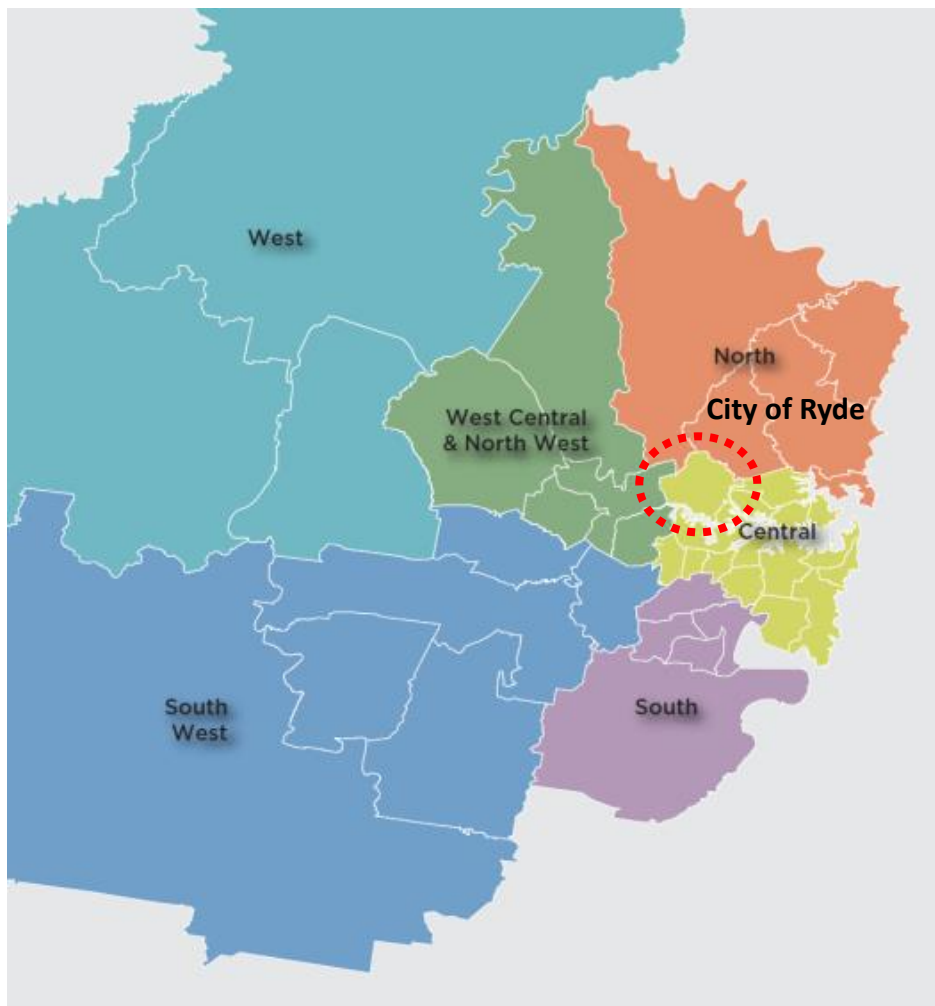 West
North
City of Ryde
West Central
& North West
Central
South
West
South